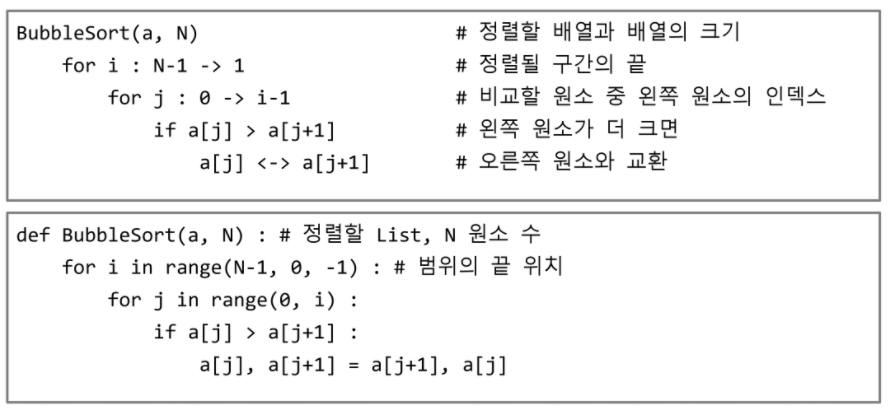 BubbleSort(a, N) # 정렬할 배열과 배열의 크기
for i : N-1 -> 1 # 정렬될 구간의 끝
for j : 0 -> i-1 # 비교할 원소 중 왼쪽 원소의 인덱스
if a[j] > a[j+1] # 왼쪽 원소가 더 크면
a[j] <-> a[j+1] # 오른쪽 원소와 교환
def BubbleSort(a, N) : # 정렬할 List, N 원소 수
for i in range(N-1, 0, -1) : # 범위의 끝 위치
for j in range(0, i) :
if a[j] > a[j+1] :
a[j], a[j+1] = a[j+1], a[j]